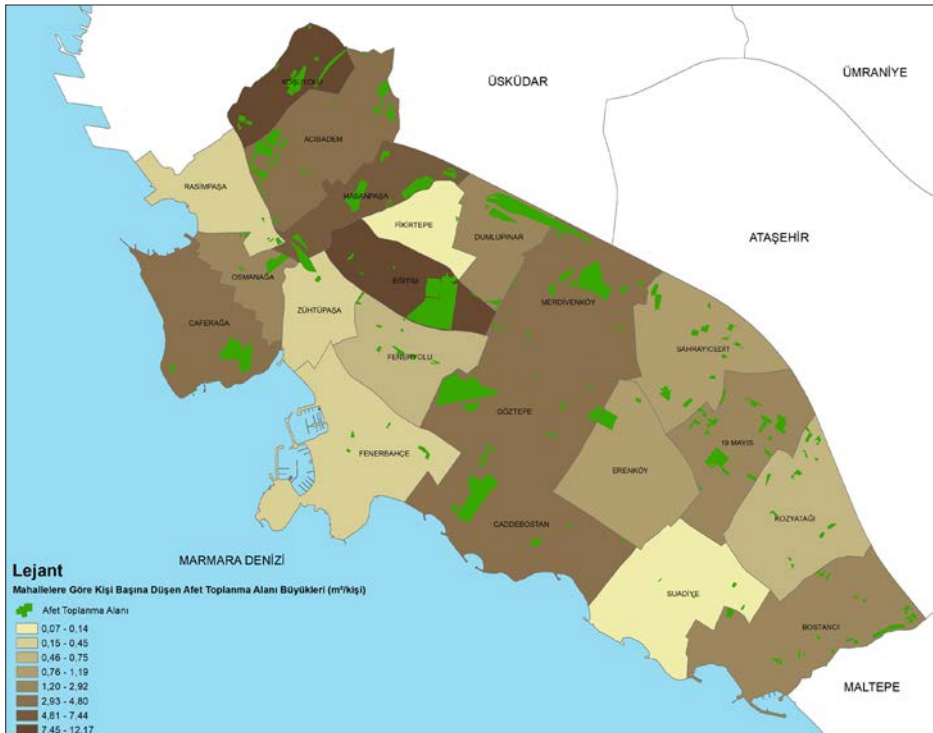 ÜSKÜDAR
ÜMRANİYE
KOŞUYOLU
ACIBADEM
RASİMPAŞA
HASANPAŞA
FİKİRTEPE
DUMLUPINAR
ATAŞEHİR
OSMANAĞA
EĞİTİM
MERDİVENKÖY
ZÜHTÜPAŞA
CAFERAĞA
SAHRAYICEDİT
FENERYOLU
GÖZTEPE
19 MAYIS
FENERBAHÇE
ERENKÖY
KOZYATAĞI
CADDEBOSTAN
MARMARA DENİZİ
SUADİYE
BOSTANCI
MALTEPE
Lejant
Mahallelere Göre Kişi Başına Düşen Afet Toplanma Alanı Büyükleri (m²/kişi)
Afet Toplanma Alanı
0,07 - 0,14
0,15 - 0,45
0,46 - 0,75
0,76 - 1,19
1,20 - 2,92
2,93 - 4,80
4,81 - 7,44
7,45 - 12,17